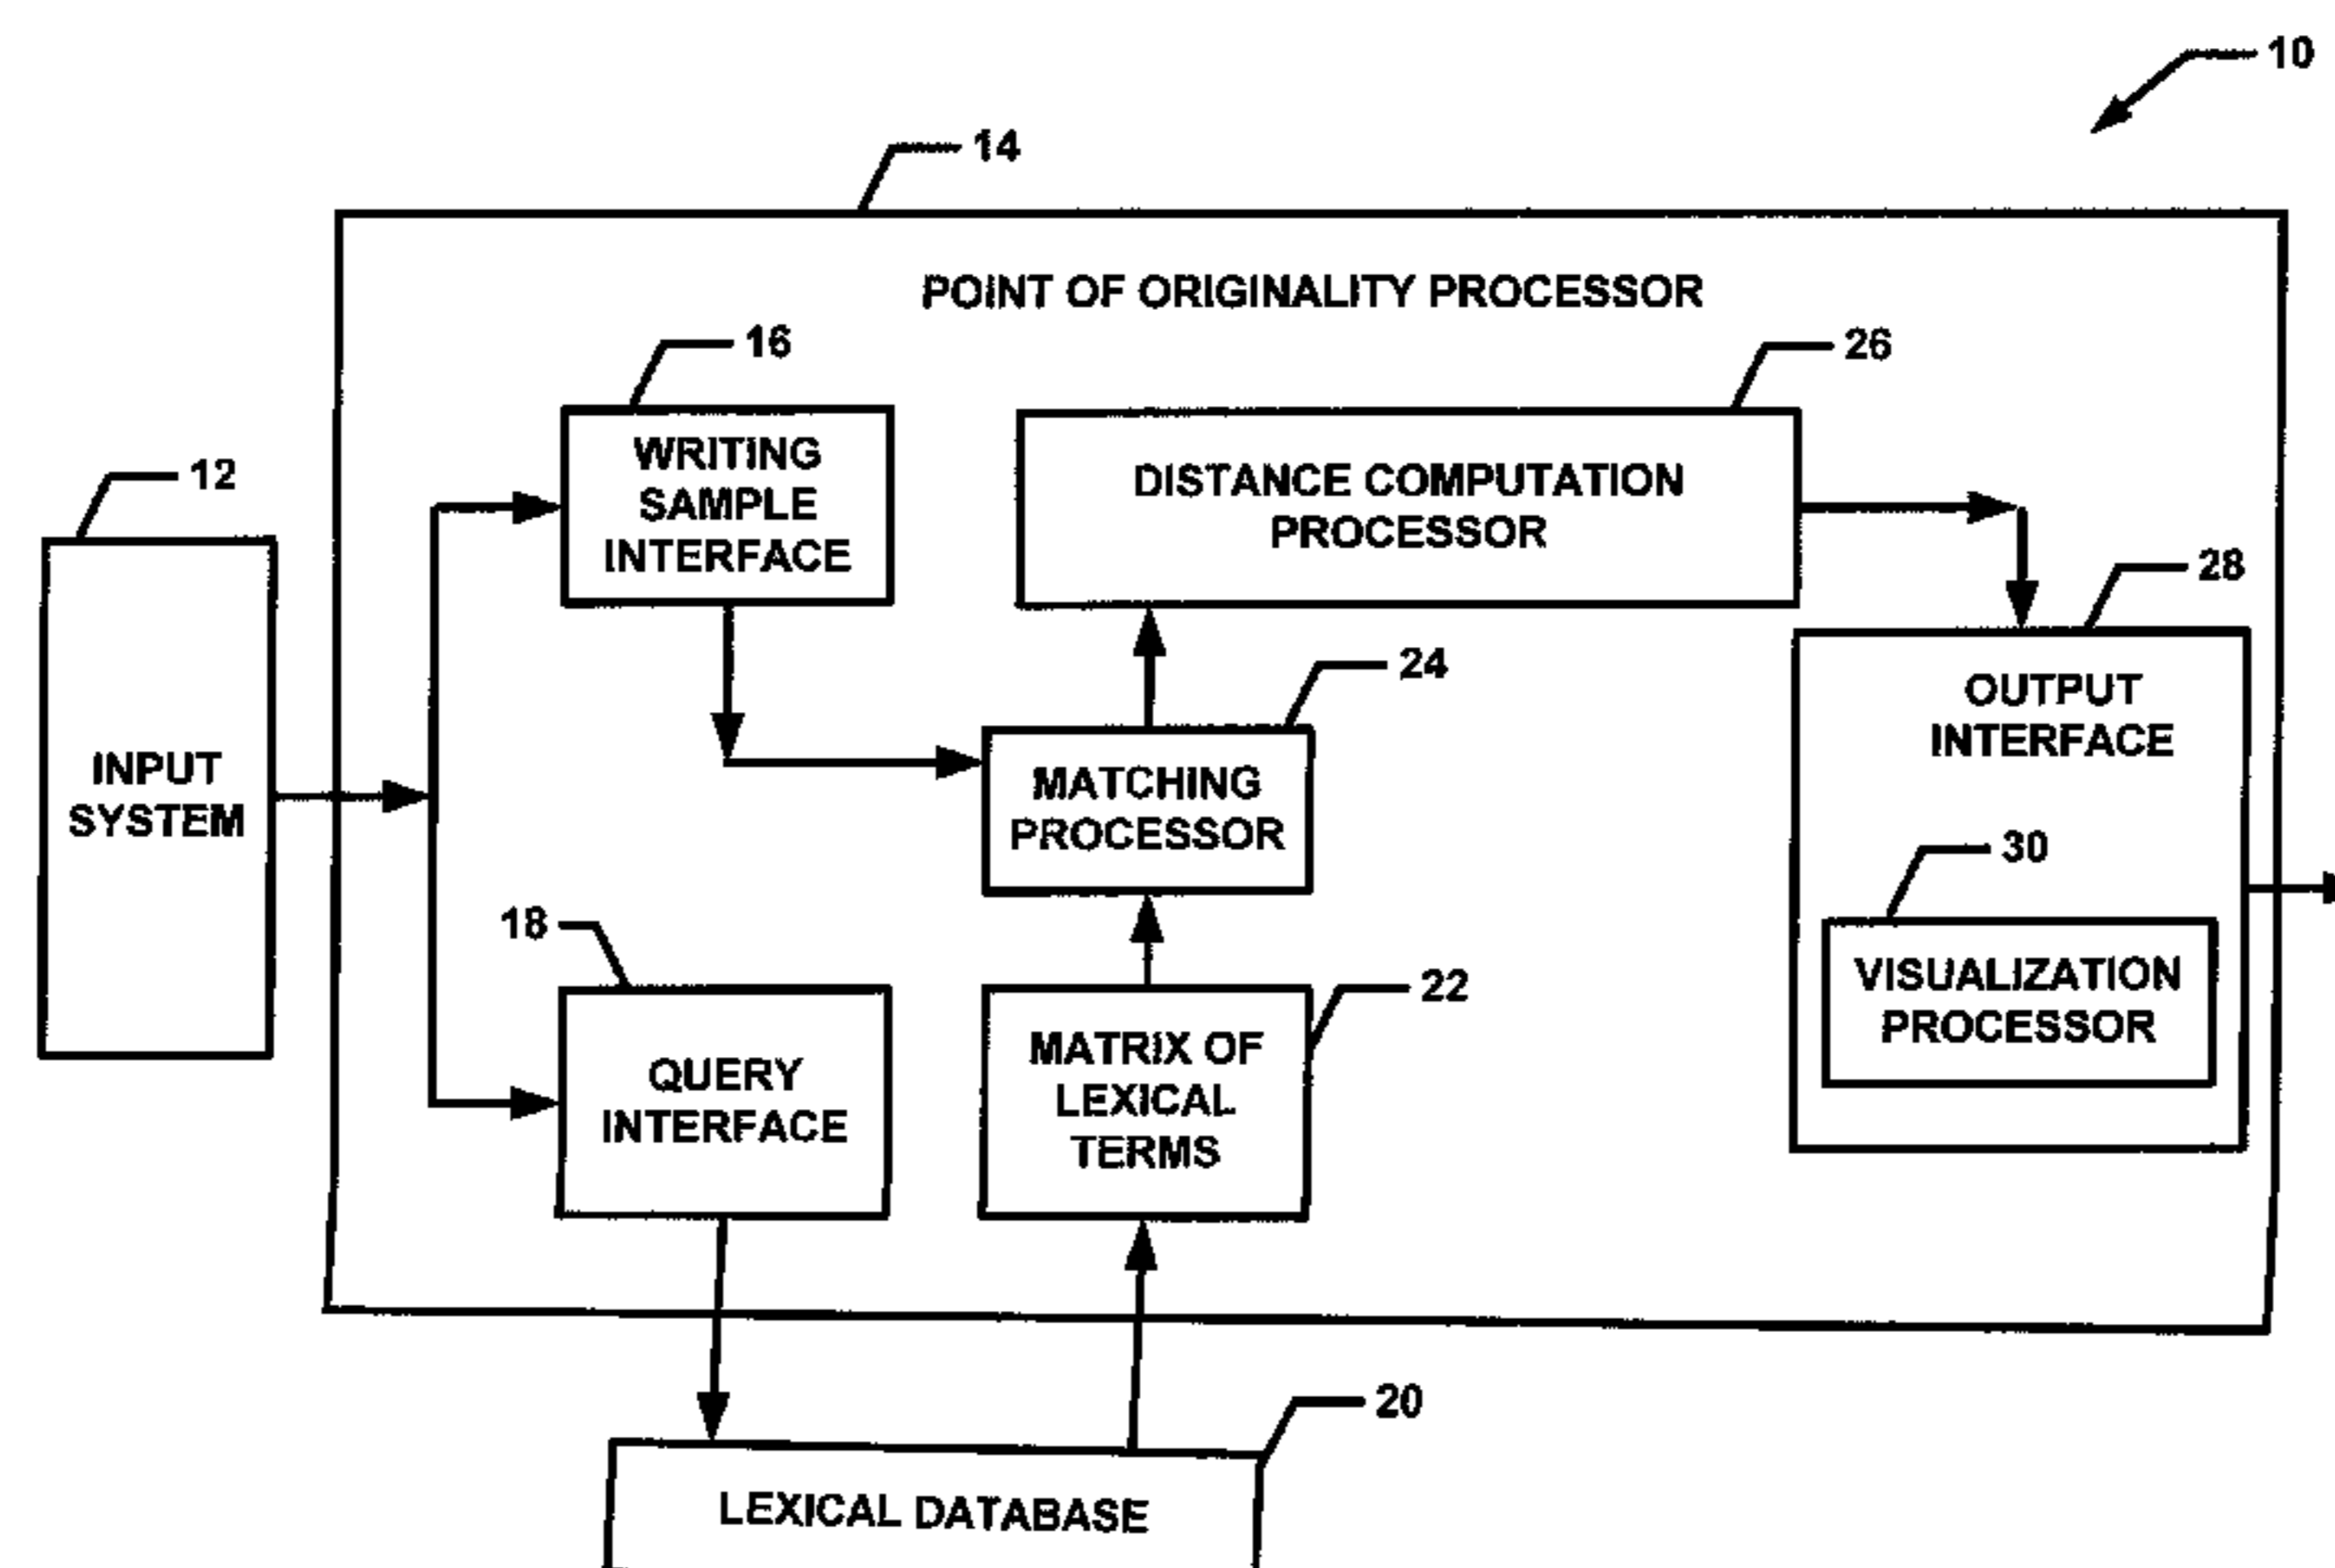 10
14
POINT OF ORIGINALITY PROCESSOR
16
26
WRITING
SAMPLE
INTERFACE
12
DISTANCE COMPUTATION
PROCESSOR
28
24
OUTPUT
INTERFACE
INPUT
SYSTEM
MATCHING
PROCESSOR
30
18
VISUALIZATION
PROCESSOR
22
QUERY
INTERFACE
MATRIX OF
LEXICAL
TERMS
20
LEXICAL DATABASE